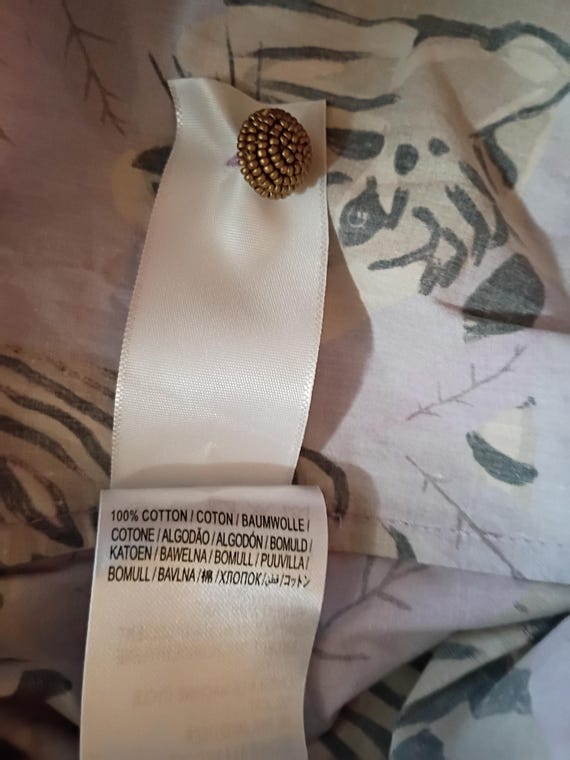 100% COTTON / COTON / BAUMWOLLE /
COTONE / ALGODÃO / ALGODÓN / BOMULD /
KATOEN / BAWEŁNA / BOMULL / PUUVILLA /
BOMULL / BAVLNA / 棉 / ХЛОПОК / قطن / コットン